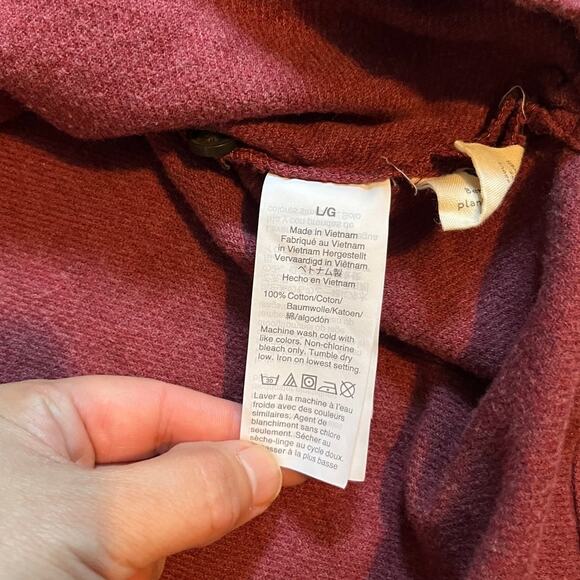 L/G
Made in Vietnam
Fabriqué au Vietnam
In Vietnam Hergestellt
Vervaardigd in Viëtnam
ベトナム製
Hecho en Vietnam
100% Cotton/Coton/
Baumwolle/Katoen/
綿/algodón
Machine wash cold with
like colors. Non-chlorine
bleach only. Tumble dry
low. Iron on lowest setting.
30
Laver à la machine à l'eau
froide avec des couleurs
similaires. Agent de
blanchiment sans chlore
seulement. Sécher au
sèche-linge au cycle doux.
à la plus basse
plan